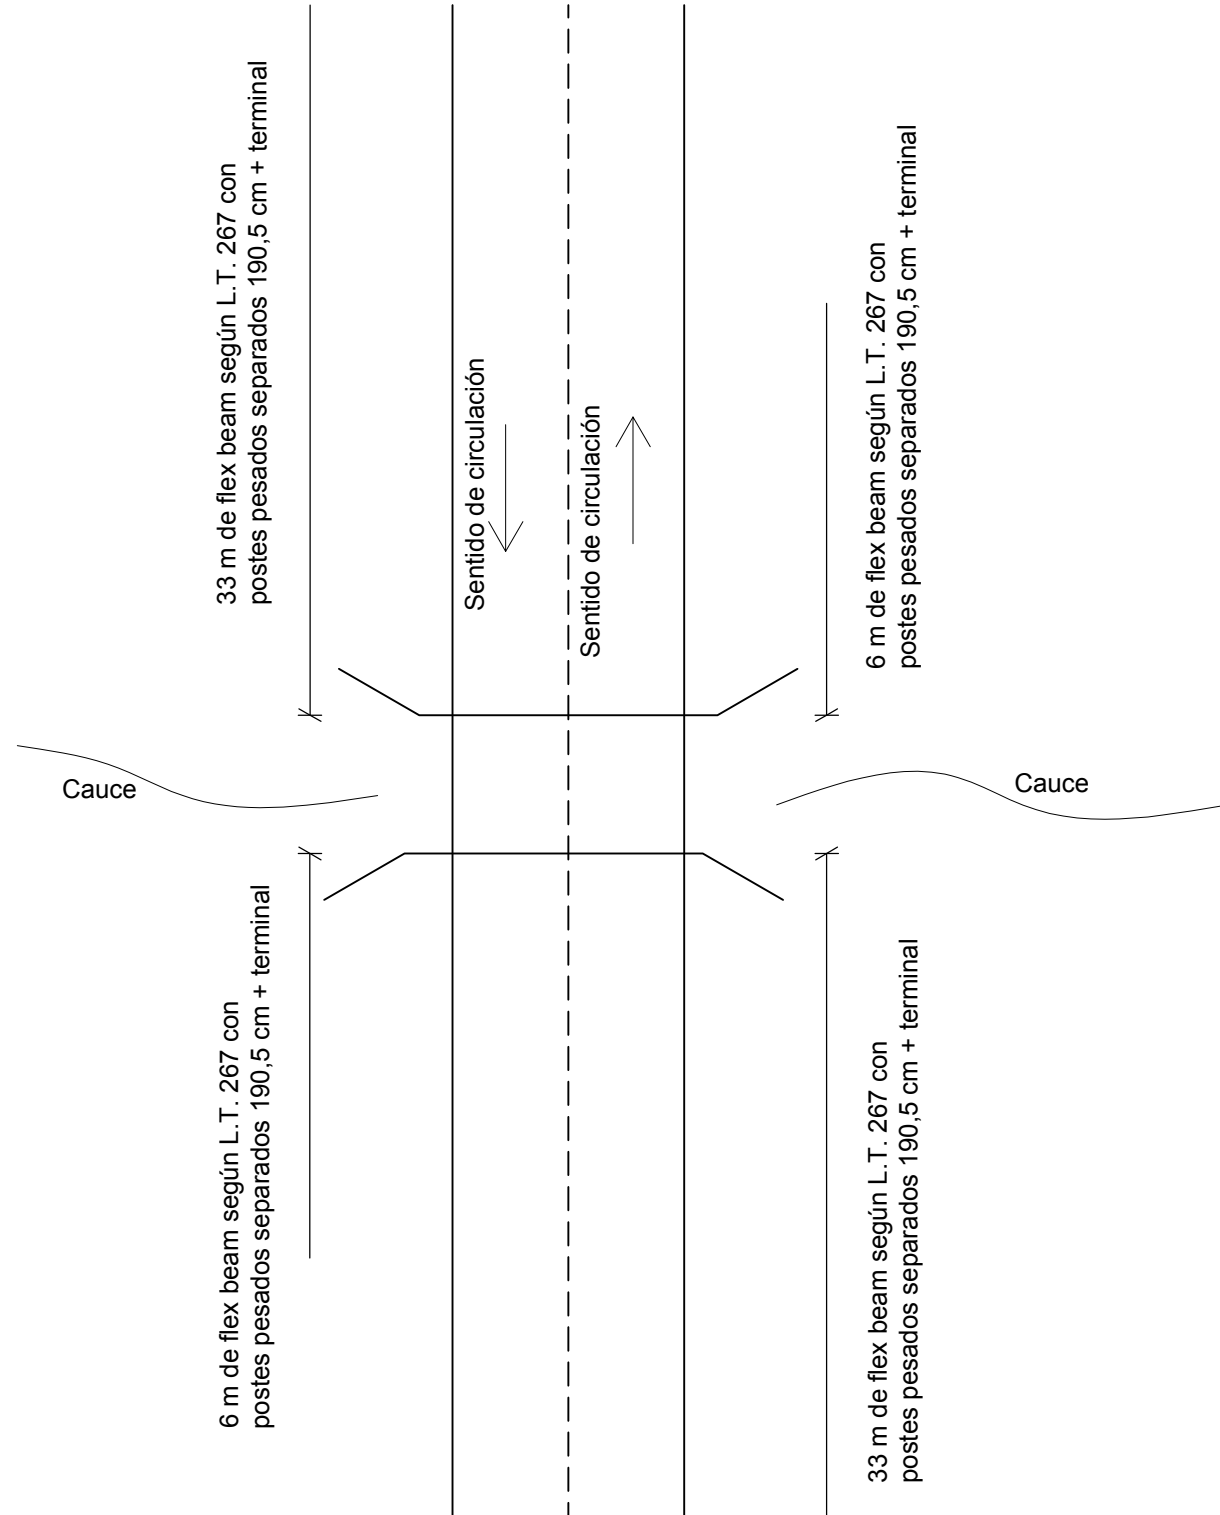 33 m de flex beam según L.T. 267 con
postes pesados separados 190,5 cm + terminal
Sentido de circulación
Sentido de circulación
6 m de flex beam según L.T. 267 con
postes pesados separados 190,5 cm + terminal
Cauce
Cauce
6 m de flex beam según L.T. 267 con
postes pesados separados 190,5 cm + terminal
33 m de flex beam según L.T. 267 con
postes pesados separados 190,5 cm + terminal